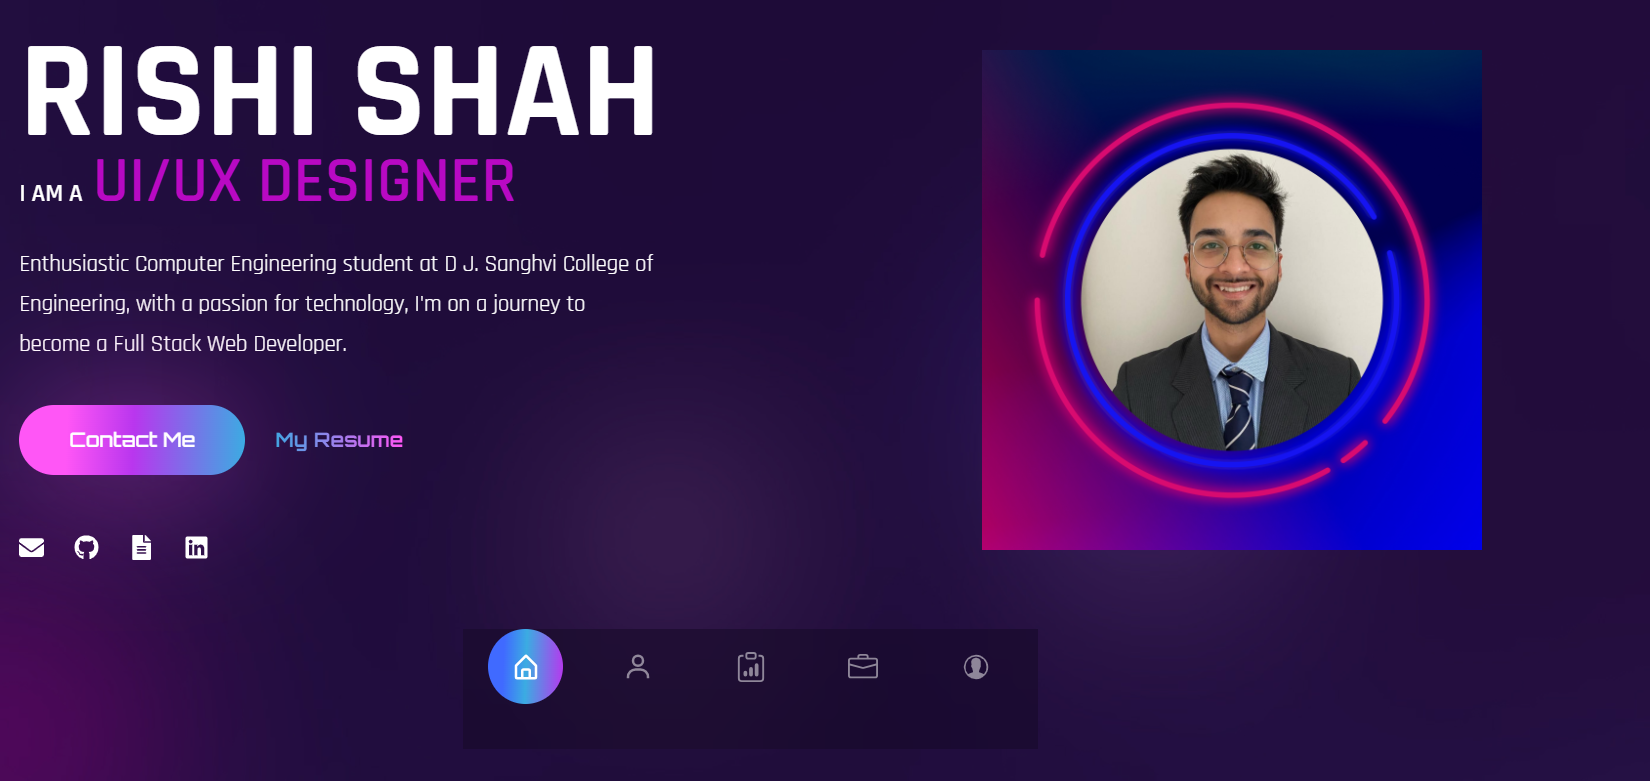 RISHI SHAH
I AM A UI/UX DESIGNER
Enthusiastic Computer Engineering student at D J. Sanghvi College of
Engineering, with a passion for technology, I'm on a journey to
become a Full Stack Web Developer.
Contact Me My Resume
in